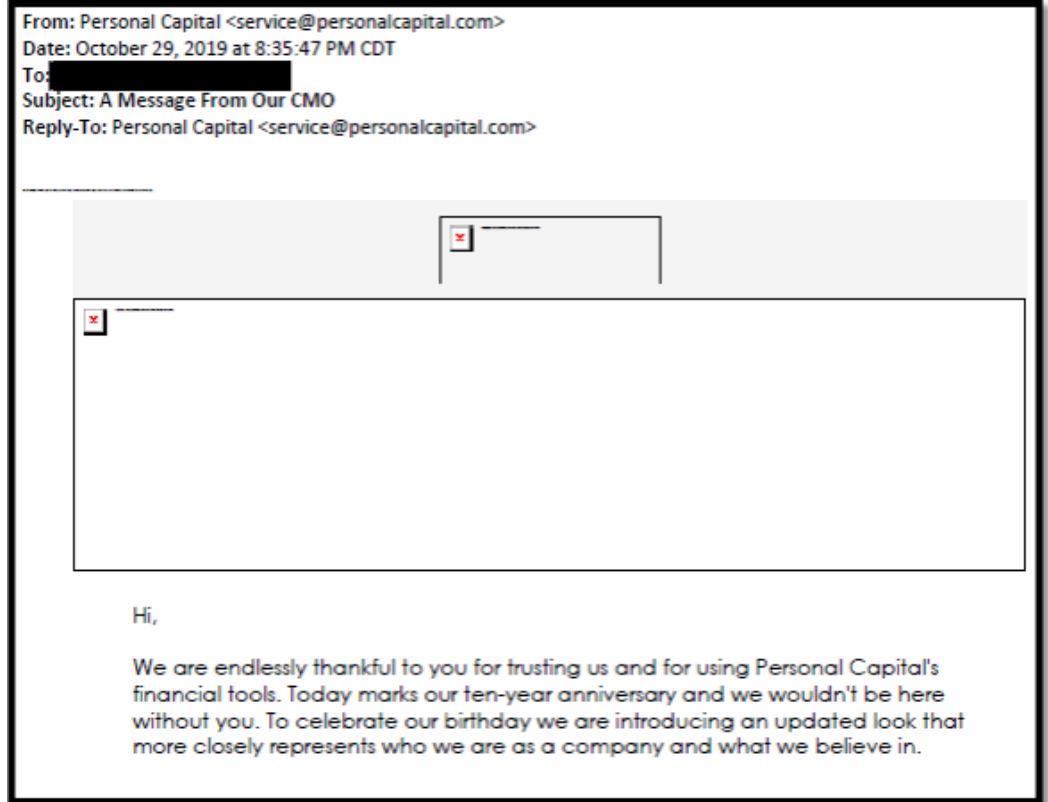 From: Personal Capital <service@personalcapital.com>
Date: October 29, 2019 at 8:35:47 PM CDT
To:
Subject: A Message From Our CMO
Reply-To: Personal Capital <service@personalcapital.com>
Hi,
We are endlessly thankful to you for trusting us and for using Personal Capital's
financial tools. Today marks our ten-year anniversary and we wouldn't be here
without you. To celebrate our birthday we are introducing an updated look that
more closely represents who we are as a company and what we believe in.